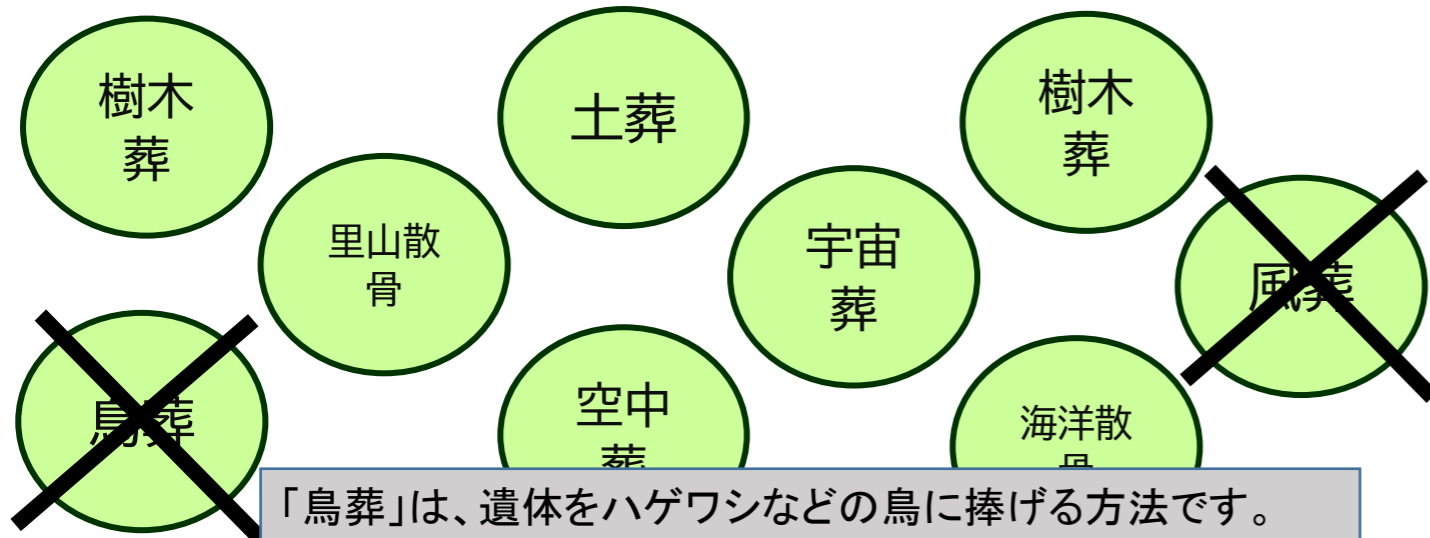 樹木
葬
土葬
樹木
葬
里山散
骨
宇宙
葬
風葬
鳥葬
空中
葬
海洋散
骨
「鳥葬」は、遺体をハゲワシなどの鳥に捧げる方法です。